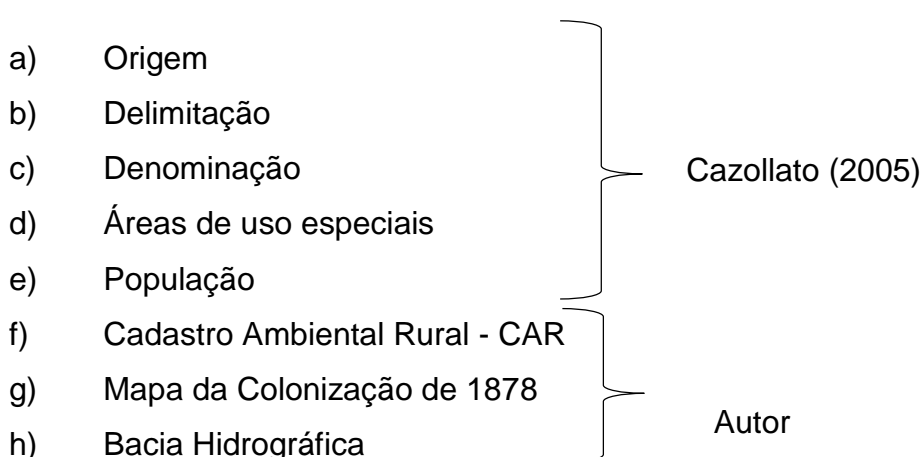 a) Origem
b) Delimitação
c) Denominação
d) Áreas de uso especiais
e) População
Cazollato (2005)
f) Cadastro Ambiental Rural - CAR
g) Mapa da Colonização de 1878
h) Bacia Hidrográfica
Autor